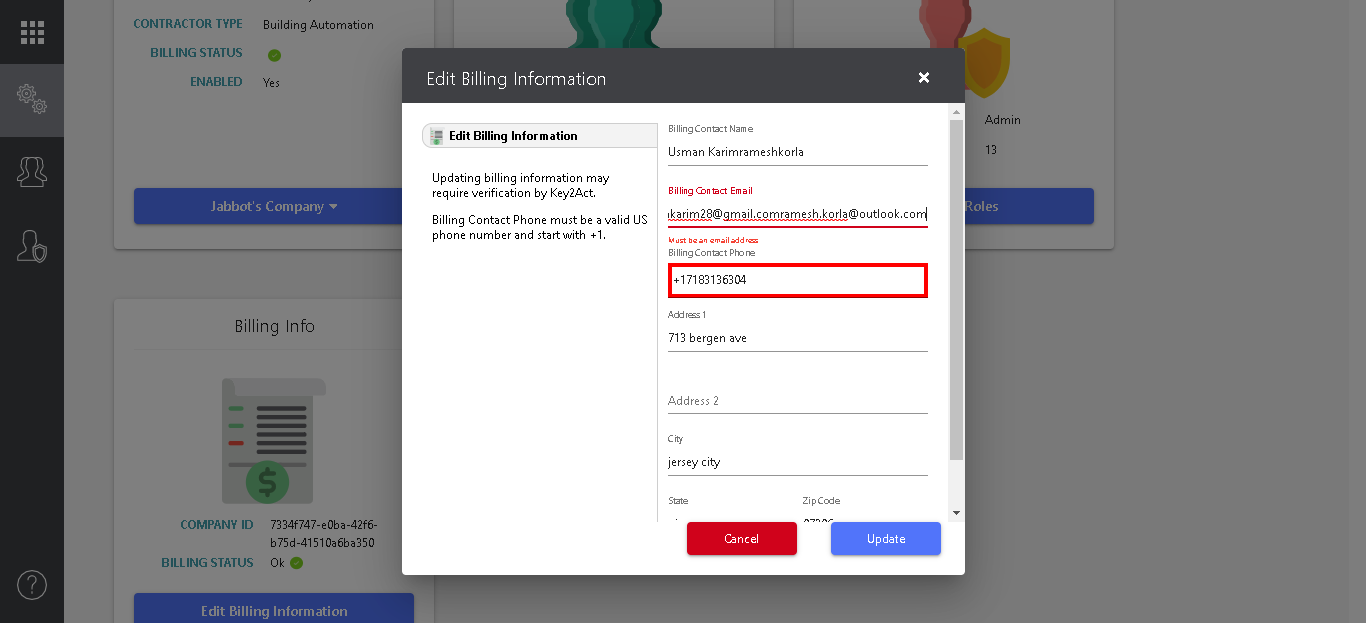 CONTRACTOR TYPE Building Automation
BILLING STATUS
ENABLED Yes
Jabbot's Company
Admin
13
Roles
Edit Billing Information
Edit Billing Information
Updating billing information may
require verification by Key2Act.
Billing Contact Phone must be a valid US
phone number and start with +1.
Billing Contact Name
Usman Karimrameshkorla
Billing Contact Email
karim28@gmail.comramesh.korla@outlook.com
Must be an email address
Billing Contact Phone
+17183136304
Address 1
713 bergen ave
Address 2
City
jersey city
State Zip Code
Cancel Update
Billing Info
$
COMPANY ID 7334f747-e0ba-42f6-
b75d-41510a6ba350
BILLING STATUS Ok
Edit Billing Information
?